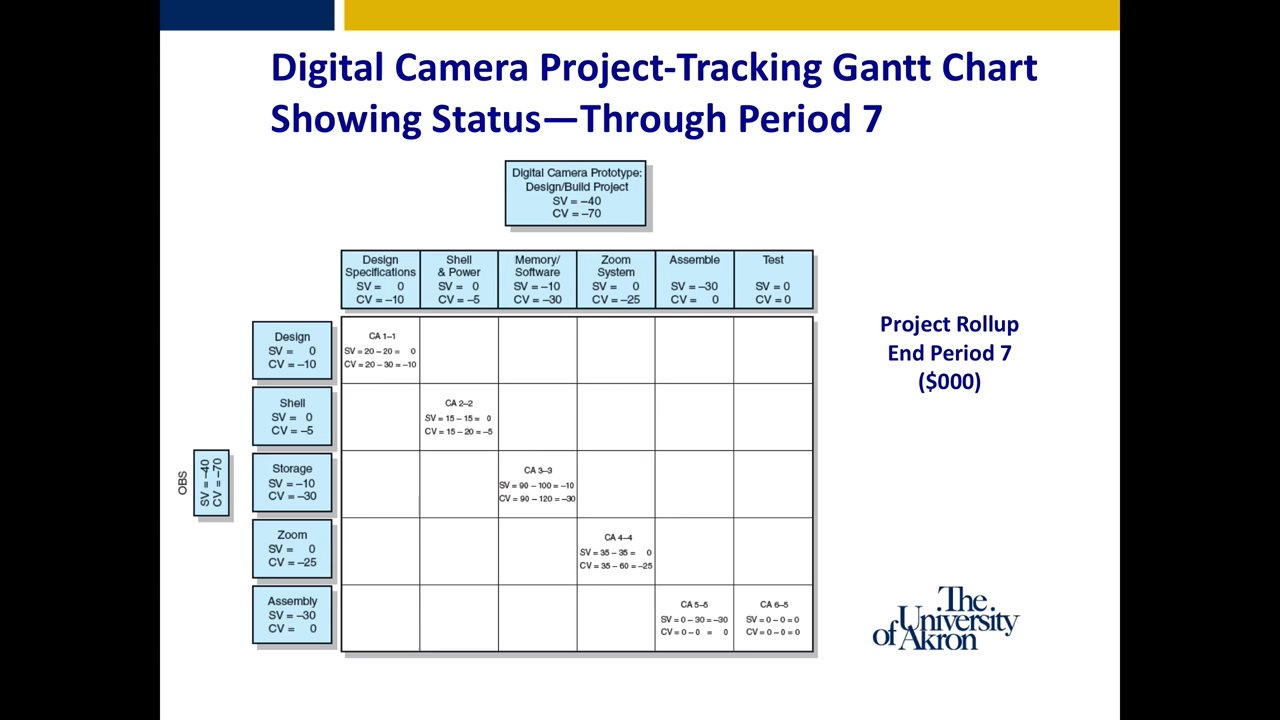 Digital Camera Project-Tracking Gantt Chart
Showing Status—Through Period 7
Digital Camera Prototype:
Design/Build Project
SV = –40
CV = –70
Design
Specifications
SV = 0
CV = –10
Shell
& Power
SV = 0
CV = –5
Memory/
Software
SV = –10
CV = –30
Zoom
System
SV = 0
CV = –25
Assemble
SV = –30
CV = 0
Test
SV = 0
CV = 0
Project Rollup
End Period 7
($000)
OBS
SV = –40
CV = –70
Design
SV = 0
CV = –10
CA 1–1
SV = 20 – 20 = 0
CV = 20 – 30 = –10
Shell
SV = 0
CV = –5
CA 2–2
SV = 15 – 15 = 0
CV = 15 – 20 = –5
Storage
SV = –10
CV = –30
CA 3–3
SV = 90 – 100 = –10
CV = 90 – 120 = –30
Zoom
SV = 0
CV = –25
CA 4–4
SV = 35 – 35 = 0
CV = 35 – 60 = –25
Assembly
SV = –30
CV = 0
CA 5–5
SV = 0 – 30 = –30
CV = 0 – 0 = 0
CA 6–5
SV = 0 – 0 = 0
CV = 0 – 0 = 0
The
University
of Akron